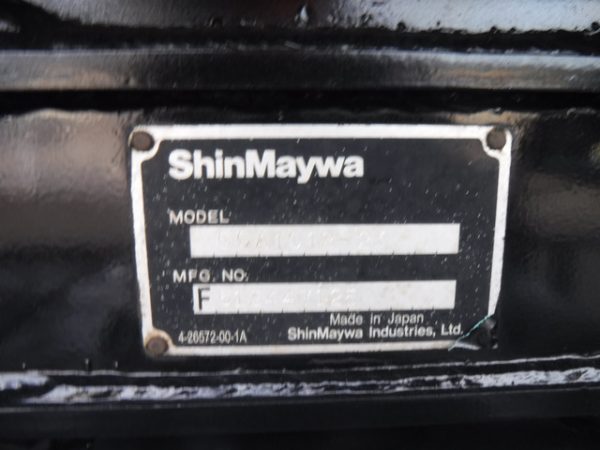 ShinMaywa
MODEL
MFG. NO.
F
Made in Japan
4-26572-00-1A
ShinMaywa Industries, Ltd.